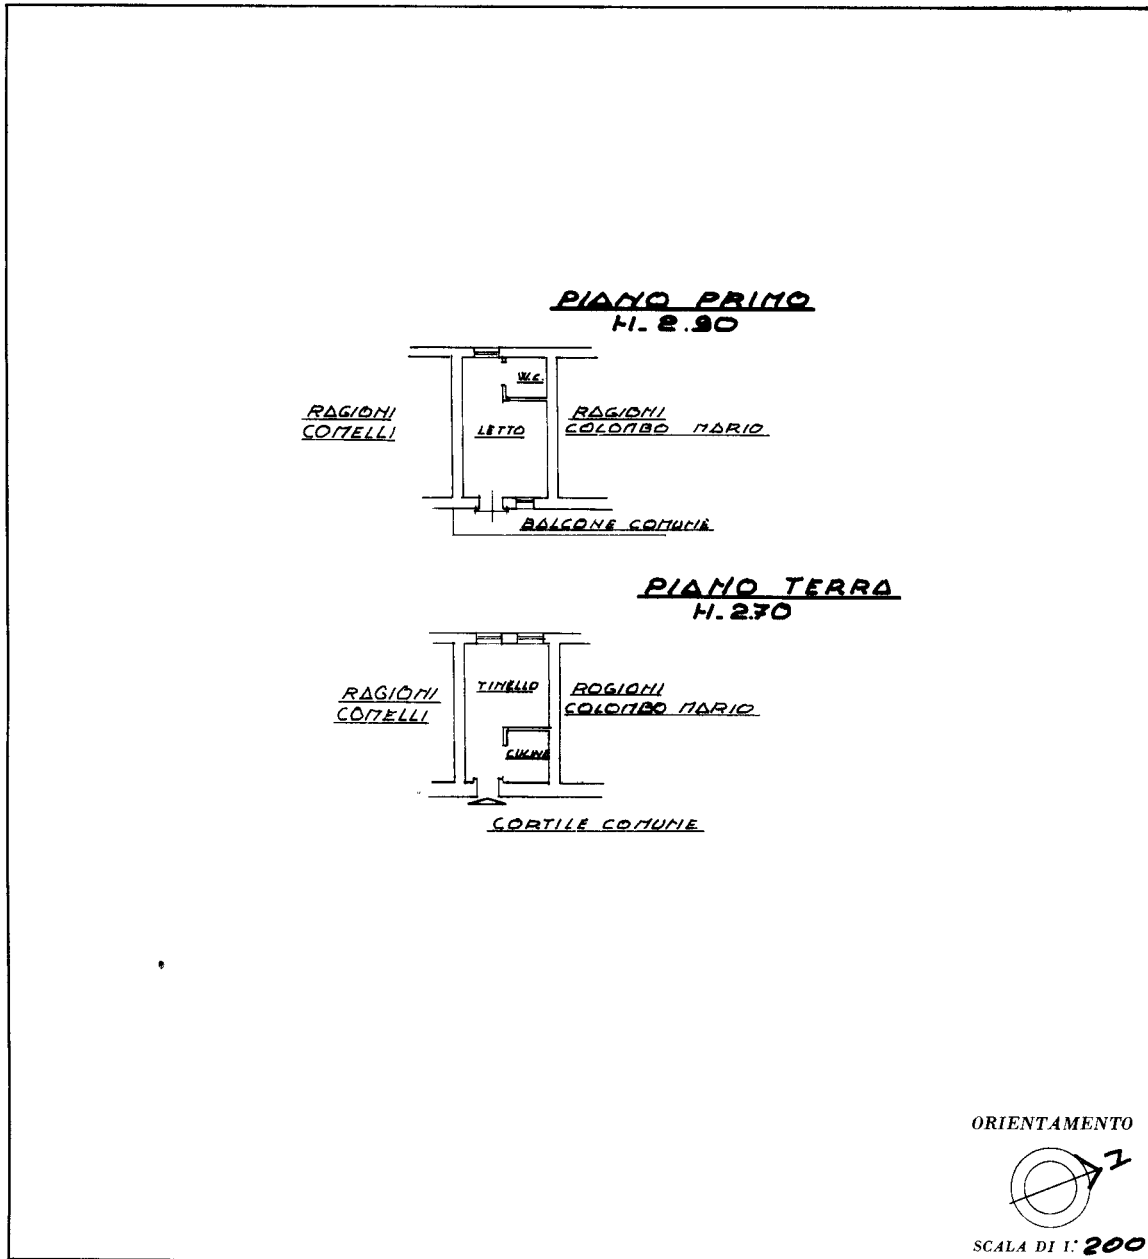 PIANO PRIMO
H. 2.90
W.C.
RAGIONI
COMELLI
LETTO
RAGIONI
COLOMBO MARIO
BALCONE COMUNE
PIANO TERRA
H. 2.70
TINELLO
RAGIONI
COMELLI
ROGIONI
COLOMBO MARIO
CUCINE
CORTILE COMUNE
ORIENTAMENTO
SCALA DI 1: 200